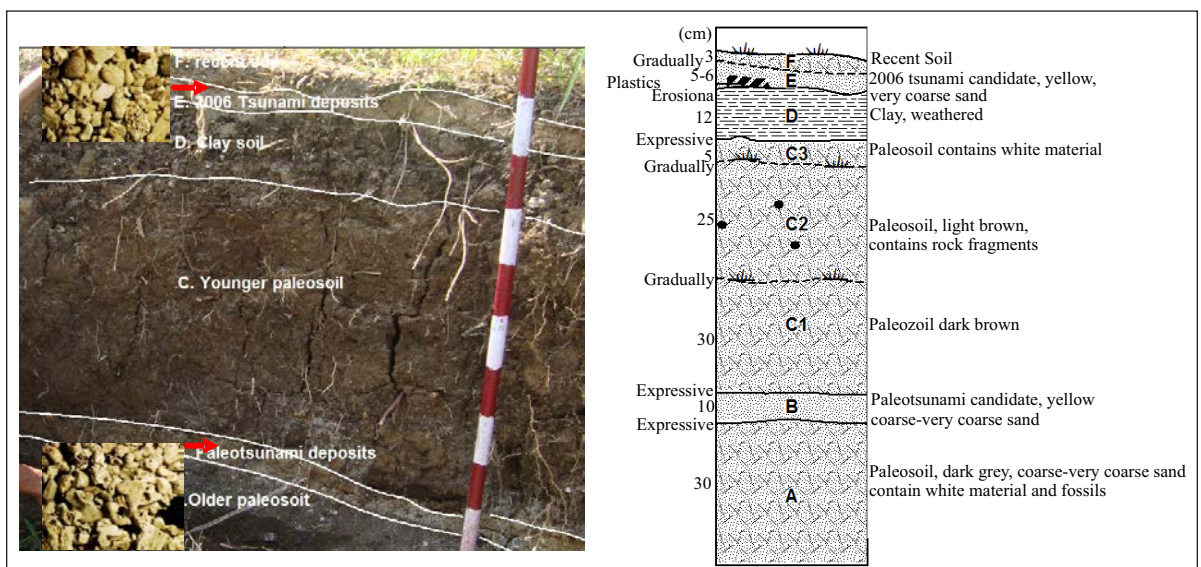 F. recent soil
E. 2006 Tsunami deposits
D. Clay soil
C. Younger paleosoil
Paleotsunami deposits
.Older paleosoit
(cm)
Gradually
3
F
Recent Soil
5-6
Plastics
E
2006 tsunami candidate, yellow,
very coarse sand
Erosiona
12
D
Clay, weathered
Expressive
5
C3
Paleosoil contains white material
Gradually
25
C2
Paleosoil, light brown,
contains rock fragments
Gradually
C1
Paleozoil dark brown
30
Expressive
10
B
Paleotsunami candidate, yellow
coarse-very coarse sand
Expressive
30
A
Paleosoil, dark grey, coarse-very coarse sand
contain white material and fossils